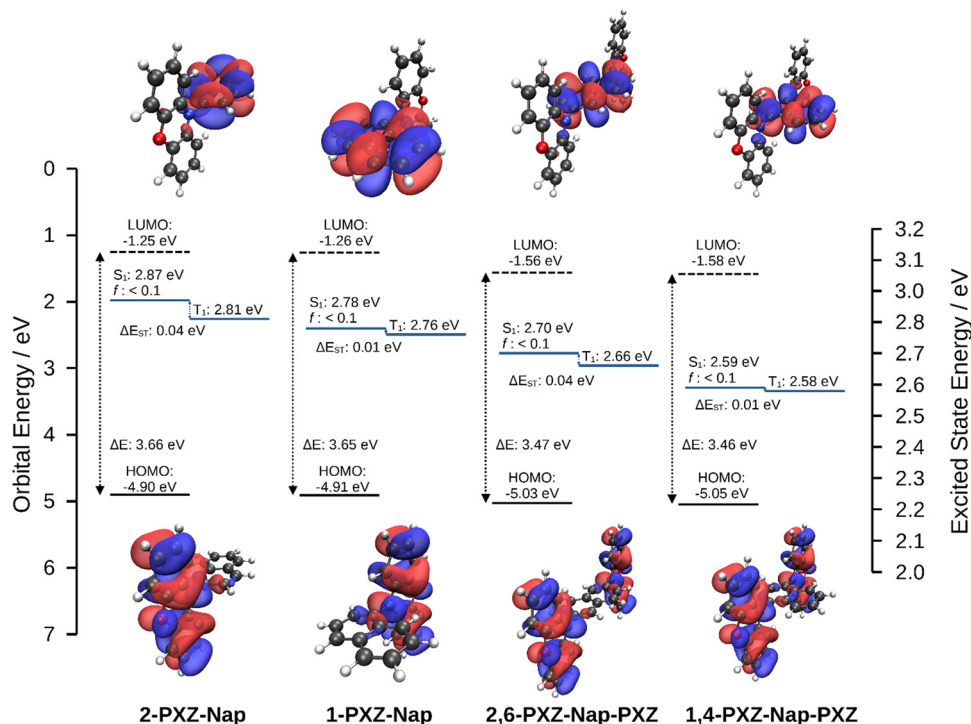 Orbital Energy / eV
0
1
2
3
4
5
6
7
LUMO:
-1.25 eV
S₁: 2.87 eV
f : < 0.1
T₁: 2.81 eV
ΔE_ST: 0.04 eV
ΔE: 3.66 eV
HOMO:
-4.90 eV
2-PXZ-Nap
LUMO:
-1.26 eV
S₁: 2.78 eV
f : < 0.1
T₁: 2.76 eV
ΔE_ST: 0.01 eV
ΔE: 3.65 eV
HOMO:
-4.91 eV
1-PXZ-Nap
LUMO:
-1.56 eV
S₁: 2.70 eV
f : < 0.1
T₁: 2.66 eV
ΔE_ST: 0.04 eV
ΔE: 3.47 eV
HOMO:
-5.03 eV
2,6-PXZ-Nap-PXZ
LUMO:
-1.58 eV
S₁: 2.59 eV
f : < 0.1
T₁: 2.58 eV
ΔE_ST: 0.01 eV
ΔE: 3.46 eV
HOMO:
-5.05 eV
1,4-PXZ-Nap-PXZ
3.2
3.1
3.0
2.8
2.7
2.6
2.5
2.4
2.3
2.2
2.1
2.0
Excited State Energy / eV